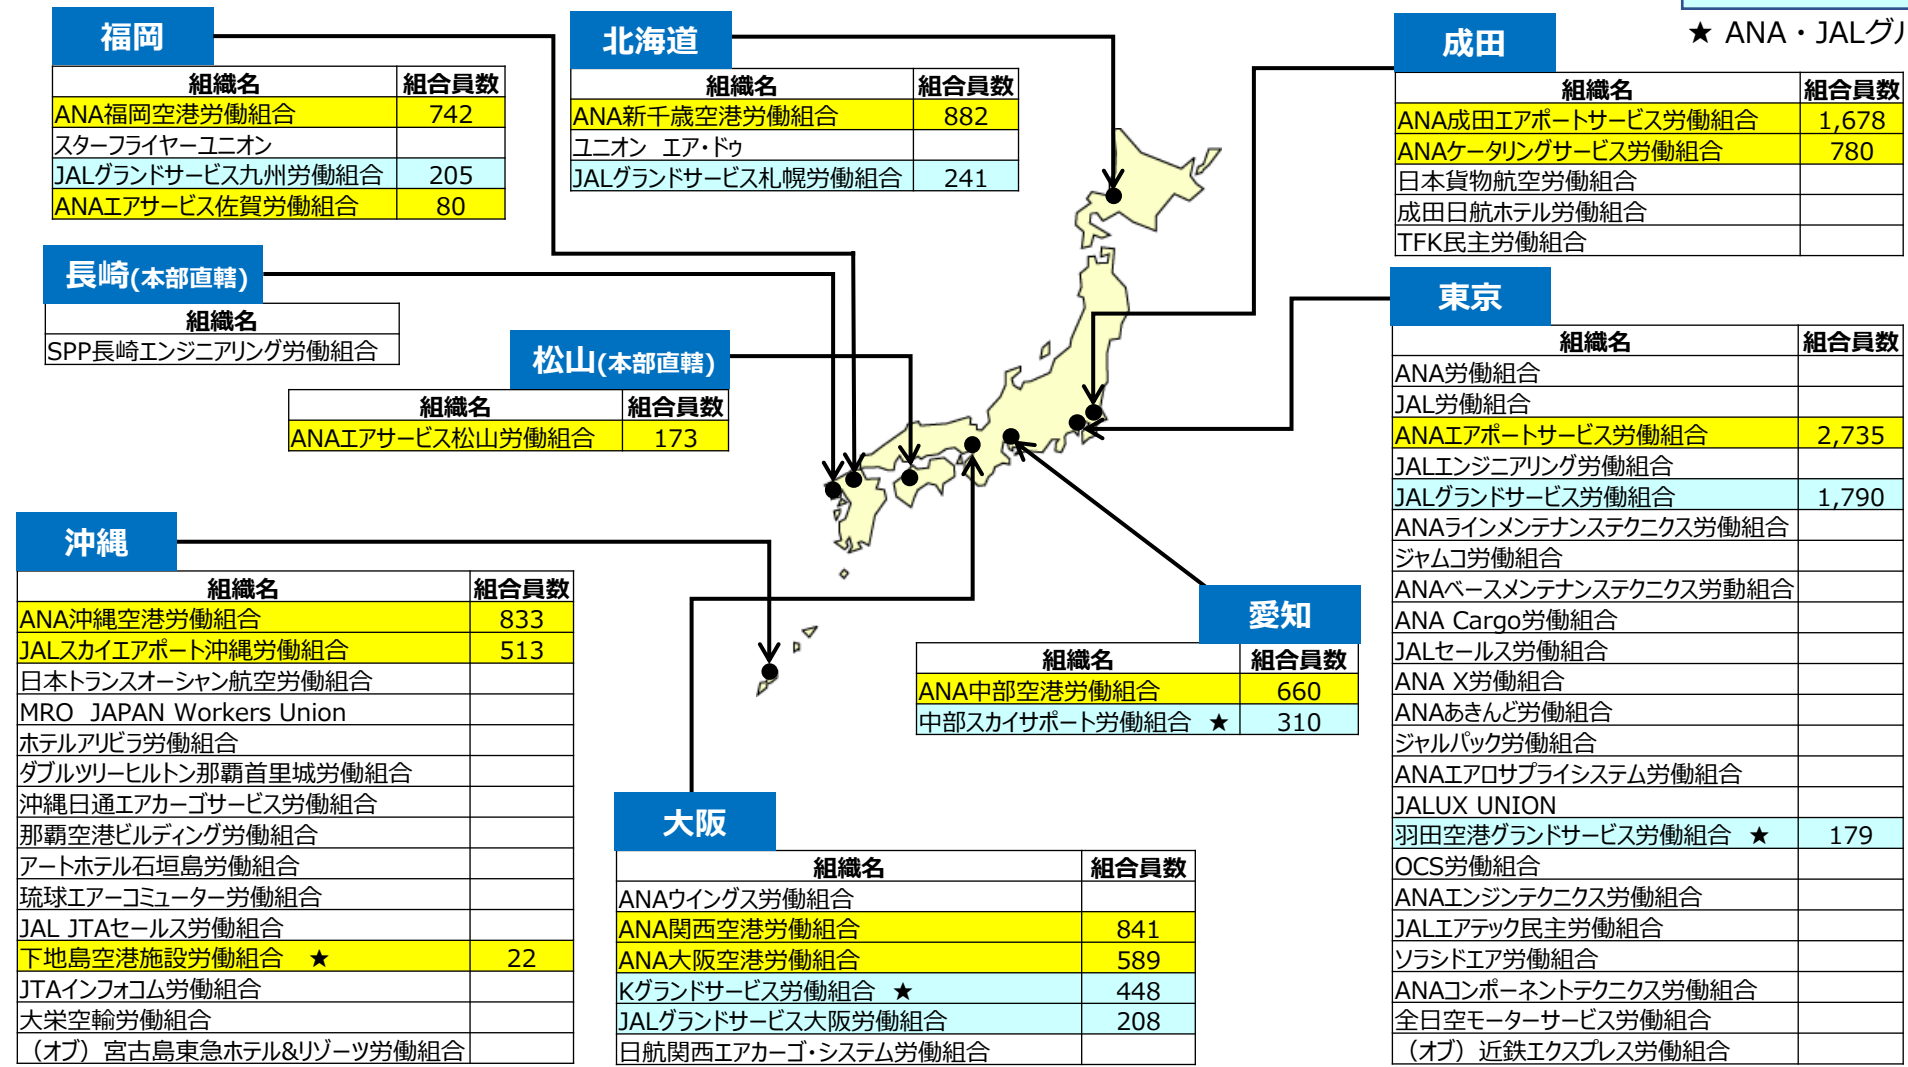 ★ ANA・JALグル
福岡
組織名 組合員数
ANA福岡空港労働組合 742
スターフライヤーユニオン
JALグランドサービス九州労働組合 205
ANAエアサービス佐賀労働組合 80
北海道
組織名 組合員数
ANA新千歳空港労働組合 882
ユニオン エア・ドゥ
JALグランドサービス札幌労働組合 241
成田
組織名 組合員数
ANA成田エアポートサービス労働組合 1,678
ANAケータリングサービス労働組合 780
日本貨物航空労働組合
成田日航ホテル労働組合
TFK民主労働組合
長崎(本部直轄)
組織名
SPP長崎エンジニアリング労働組合
松山(本部直轄)
組織名 組合員数
ANAエアサービス松山労働組合 173
東京
組織名 組合員数
ANA労働組合
JAL労働組合
ANAエアポートサービス労働組合 2,735
JALエンジニアリング労働組合
JALグランドサービス労働組合 1,790
ANAラインメンテナンステクニクス労働組合
ジャムコ労働組合
ANAベースメンテナンステクニクス労働組合
ANA Cargo労働組合
JALセールス労働組合
ANA X労働組合
ANAあきんど労働組合
ジャルパック労働組合
ANAエアロサプライシステム労働組合
JALUX UNION
羽田空港グランドサービス労働組合 ★ 179
OCS労働組合
ANAエンジンテクニクス労働組合
JALエアテック民主労働組合
ソラシドエア労働組合
ANAコンポーネントテクニクス労働組合
全日空モーターサービス労働組合
（オブ）近鉄エクスプレス労働組合
沖縄
組織名 組合員数
ANA沖縄空港労働組合 833
JALスカイエアポート沖縄労働組合 513
日本トランスオーシャン航空労働組合
MRO JAPAN Workers Union
ホテルアリビラ労働組合
ダブルツリーヒルトン那覇首里城労働組合
沖縄日通エアカーゴサービス労働組合
那覇空港ビルディング労働組合
アートホテル石垣島労働組合
琉球エアーコミューター労働組合
JAL JTAセールス労働組合
下地島空港施設労働組合 ★ 22
JTAインフォコム労働組合
大栄空輸労働組合
（オブ）宮古島東急ホテル&リゾーツ労働組合
愛知
組織名 組合員数
ANA中部空港労働組合 660
中部スカイサポート労働組合 ★ 310
大阪
組織名 組合員数
ANAウイングス労働組合
ANA関西空港労働組合 841
ANA大阪空港労働組合 589
Kグランドサービス労働組合 ★ 448
JALグランドサービス大阪労働組合 208
日航関西エアカーゴ・システム労働組合